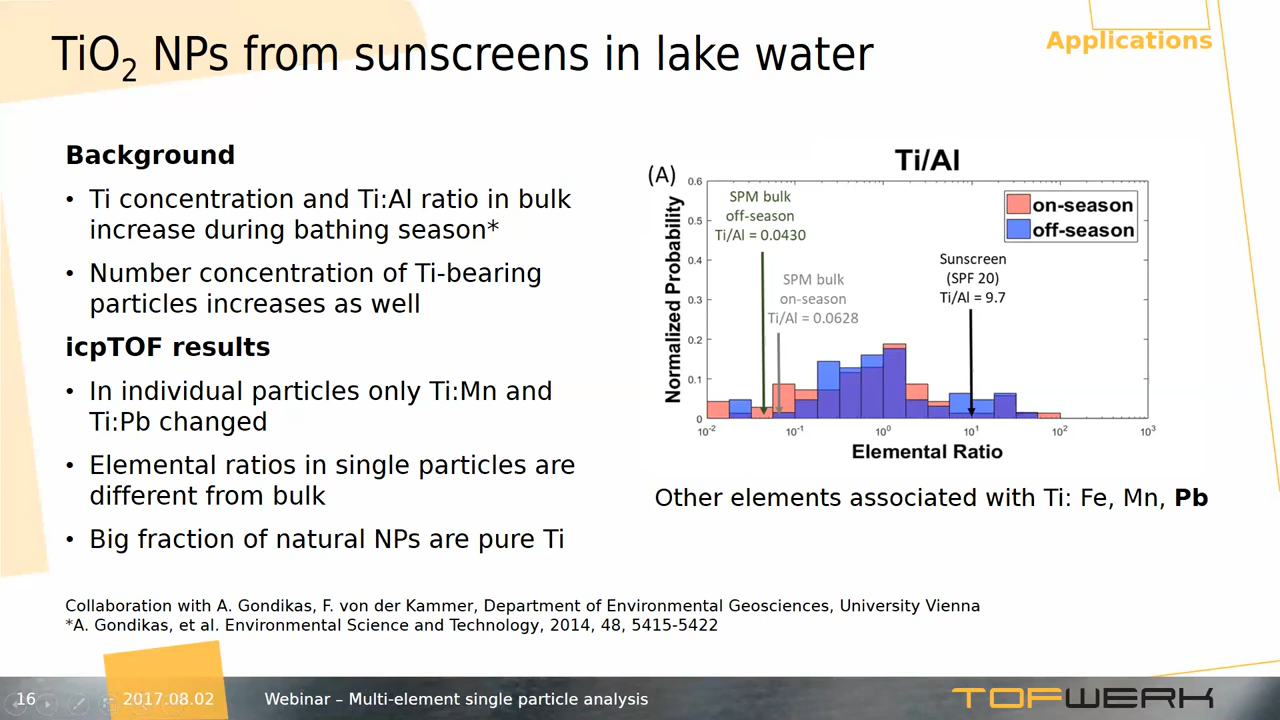 TiO2 NPs from sunscreens in lake water
Applications
Background
• Ti concentration and Ti:Al ratio in bulk
increase during bathing season*
• Number concentration of Ti-bearing
particles increases as well
icpTOF results
• In individual particles only Ti:Mn and
Ti:Pb changed
• Elemental ratios in single particles are
different from bulk
• Big fraction of natural NPs are pure Ti
(A)
Ti/Al
Normalized Probability
0.6
0.5
0.4
0.3
0.2
0.1
0
SPM bulk
off-season
Ti/Al = 0.0430
SPM bulk
on-season
Ti/Al = 0.0628
Sunscreen
(SPF 20)
Ti/Al = 9.7
on-season
off-season
10-2 10-1 100 101 102 103
Elemental Ratio
Other elements associated with Ti: Fe, Mn, Pb
Collaboration with A. Gondikas, F. von der Kammer, Department of Environmental Geosciences, University Vienna
*A. Gondikas, et al. Environmental Science and Technology, 2014, 48, 5415-5422
16 2017.08.02 Webinar – Multi-element single particle analysis
TOFWERK